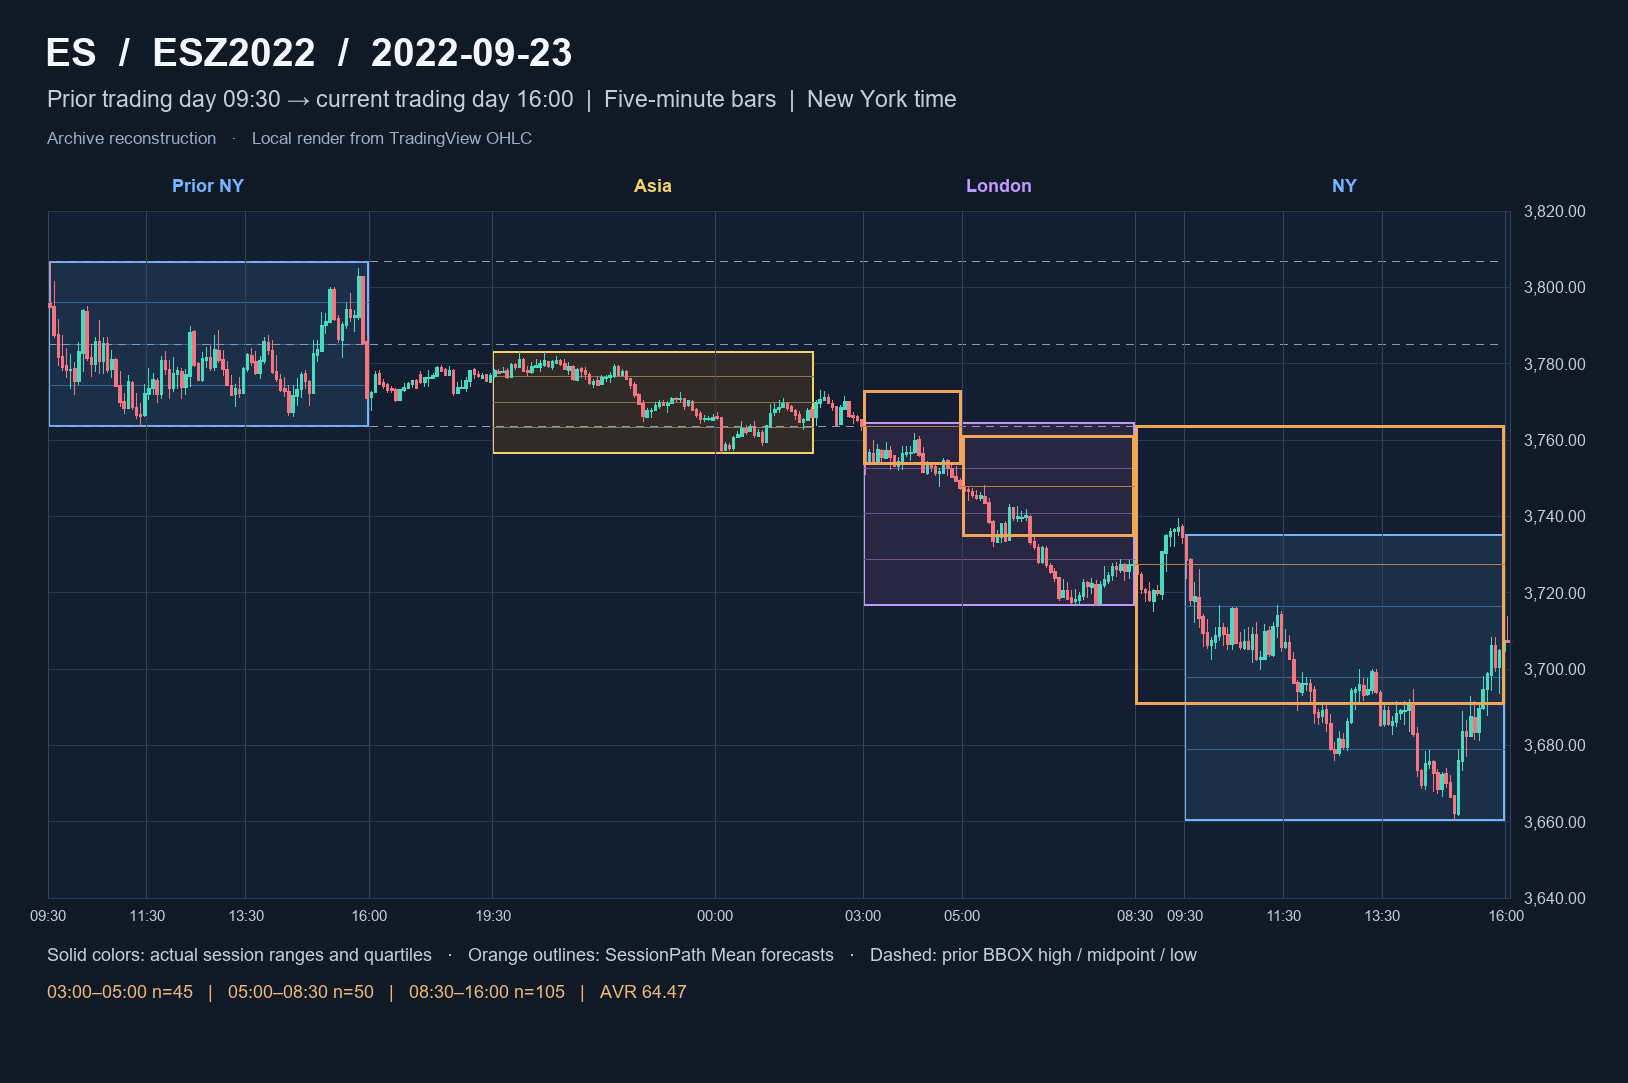 ES / ESZ2022 / 2022-09-23
Prior trading day 09:30 → current trading day 16:00 | Five-minute bars | New York time
Archive reconstruction · Local render from TradingView OHLC
Prior NY Asia London NY
3,820.00
3,800.00
3,780.00
3,760.00
3,740.00
3,720.00
3,700.00
3,680.00
3,660.00
3,640.00
09:30 11:30 13:30 16:00 19:30 00:00 03:00 05:00 08:30 09:30 11:30 13:30 16:00
Solid colors: actual session ranges and quartiles · Orange outlines: SessionPath Mean forecasts · Dashed: prior BBOX high / midpoint / low
03:00–05:00 n=45 | 05:00–08:30 n=50 | 08:30–16:00 n=105 | AVR 64.47